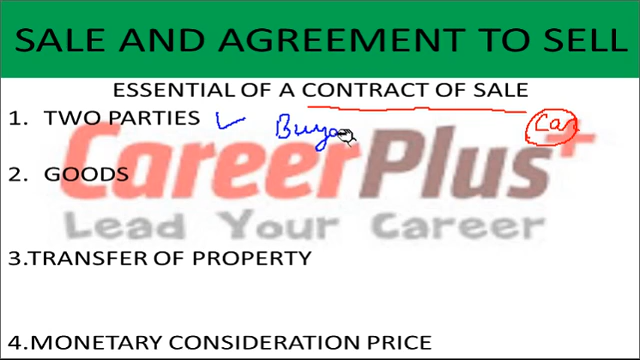 SALE AND AGREEMENT TO SELL
ESSENTIAL OF A CONTRACT OF SALE
1. TWO PARTIES
Car
2. GOODS
CareerPlus+
Lead Your Career
3.TRANSFER OF PROPERTY
4.MONETARY CONSIDERATION PRICE